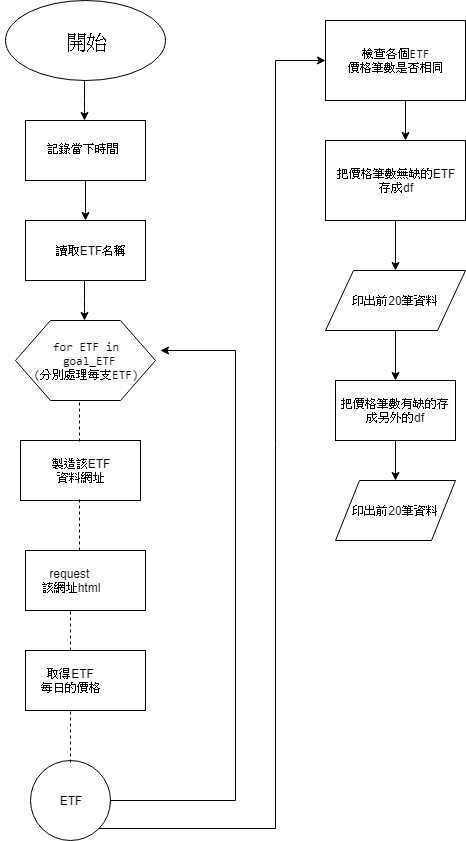 開始
記錄當下時間
讀取ETF名稱
for ETF in
goal_ETF
(分別處理每支ETF)
製造該ETF
資料網址
request
該網址html
取得ETF
每日的價格
ETF
檢查各個ETF
價格筆數是否相同
把價格筆數無缺的ETF
存成df
印出前20筆資料
把價格筆數有缺的存
成另外的df
印出前20筆資料